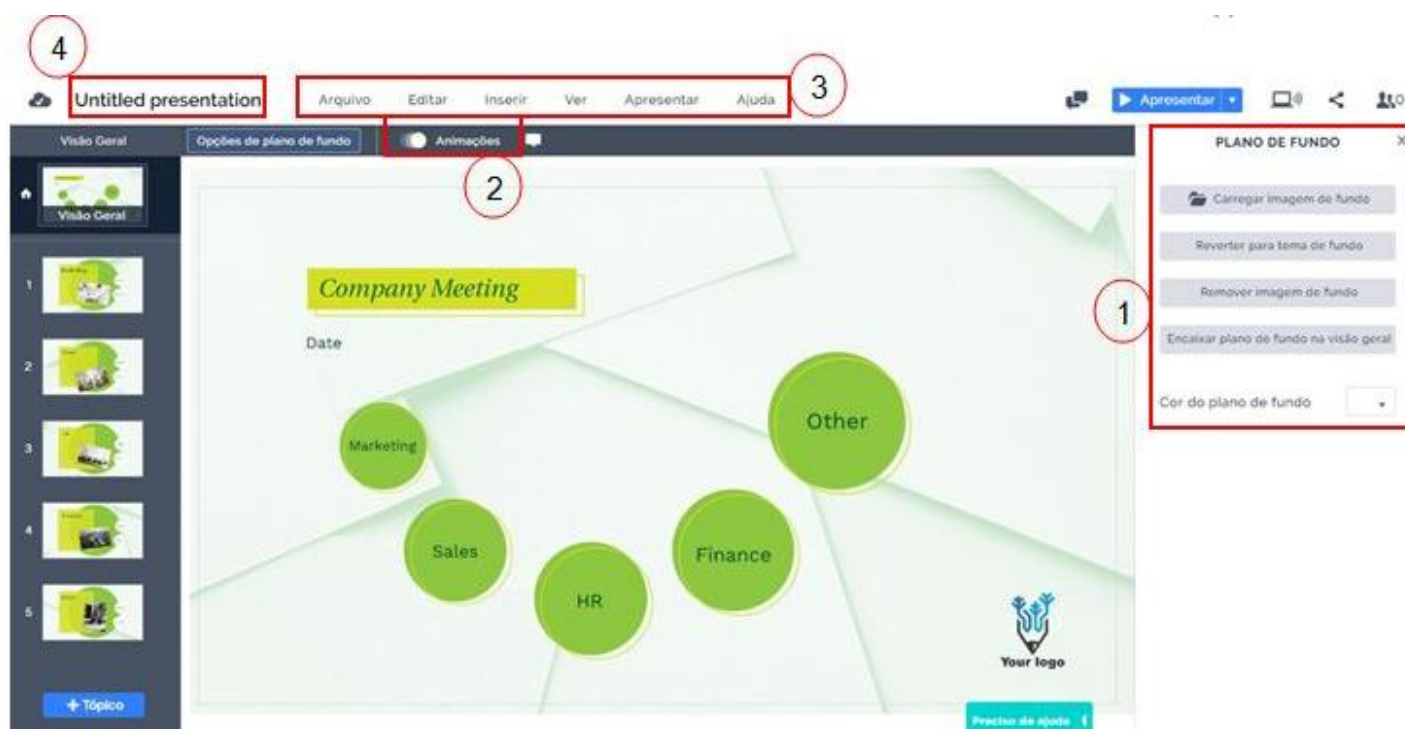 4
3
Untitled presentation Arquivo Editar Inserir Ver Apresentar Ajuda
Apresentar
0
Visão Geral Opções de plano de fundo Animações
2
Visão Geral
1
2
3
4
5
+ Tópico
Company Meeting
Date
Marketing
Sales
HR
Finance
Other
Your logo
Preciso de ajuda
1
PLANO DE FUNDO X
Carregar imagem de fundo
Reverter para tema de fundo
Remover imagem de fundo
Encaixar plano de fundo na visão geral
Cor do plano de fundo